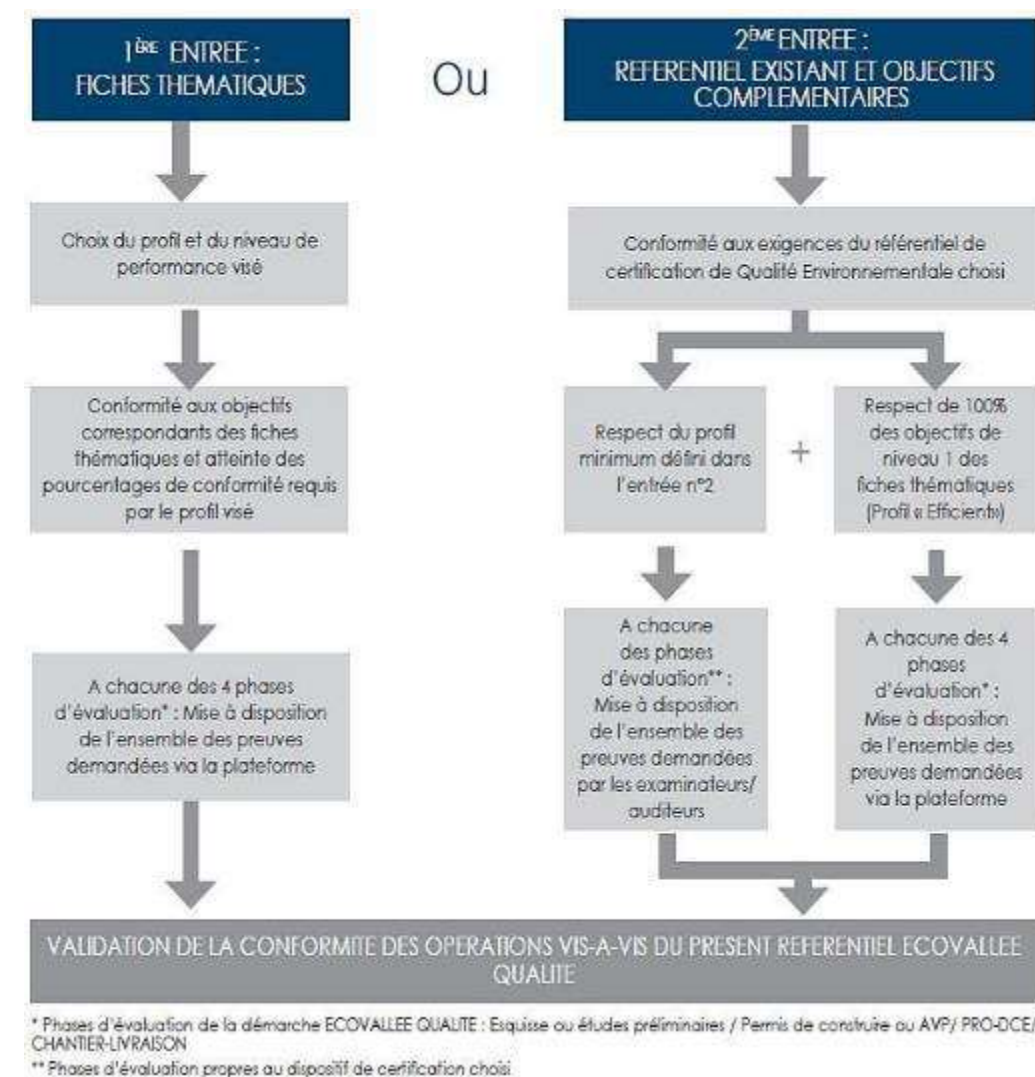 1ÈRE ENTREE :
FICHES THEMATIQUES
Ou
2ÈME ENTREE :
REFERENTIEL EXISTANT ET OBJECTIFS
COMPLEMENTAIRES
Choix du profil et du niveau de
performance visé
Conformité aux exigences du référentiel de
certification de Qualité Environnementale choisi
Conformité aux objectifs
correspondants des fiches
thématiques et atteinte des
pourcentages de conformité requis
par le profil visé
Respect du profil
minimum défini dans
l'entrée n°2
+
Respect de 100%
des objectifs de
niveau 1 des
fiches thématiques
(Profil « Efficient»)
A chacune des 4 phases
d'évaluation* : Mise à disposition
de l'ensemble des preuves
demandées via la plateforme
A chacune
des phases
d'évaluation** :
Mise à disposition
de l'ensemble des
preuves demandées
par les examinateurs/
auditeurs
A chacune des 4
phases
d'évaluation* :
Mise à disposition
de l'ensemble des
preuves demandées
via la plateforme
VALIDATION DE LA CONFORMITE DES OPERATIONS VIS-A-VIS DU PRESENT REFERENTIEL ECOVALLEE
QUALITE
* Phases d'évaluation de la démarche ECOVALLEE QUALITE : Esquisse ou études préliminaires / Permis de construire ou AVP/ PRO-DCE/
CHANTIER-LIVRAISON
** Phases d'évaluation propres au dispositif de certification choisi